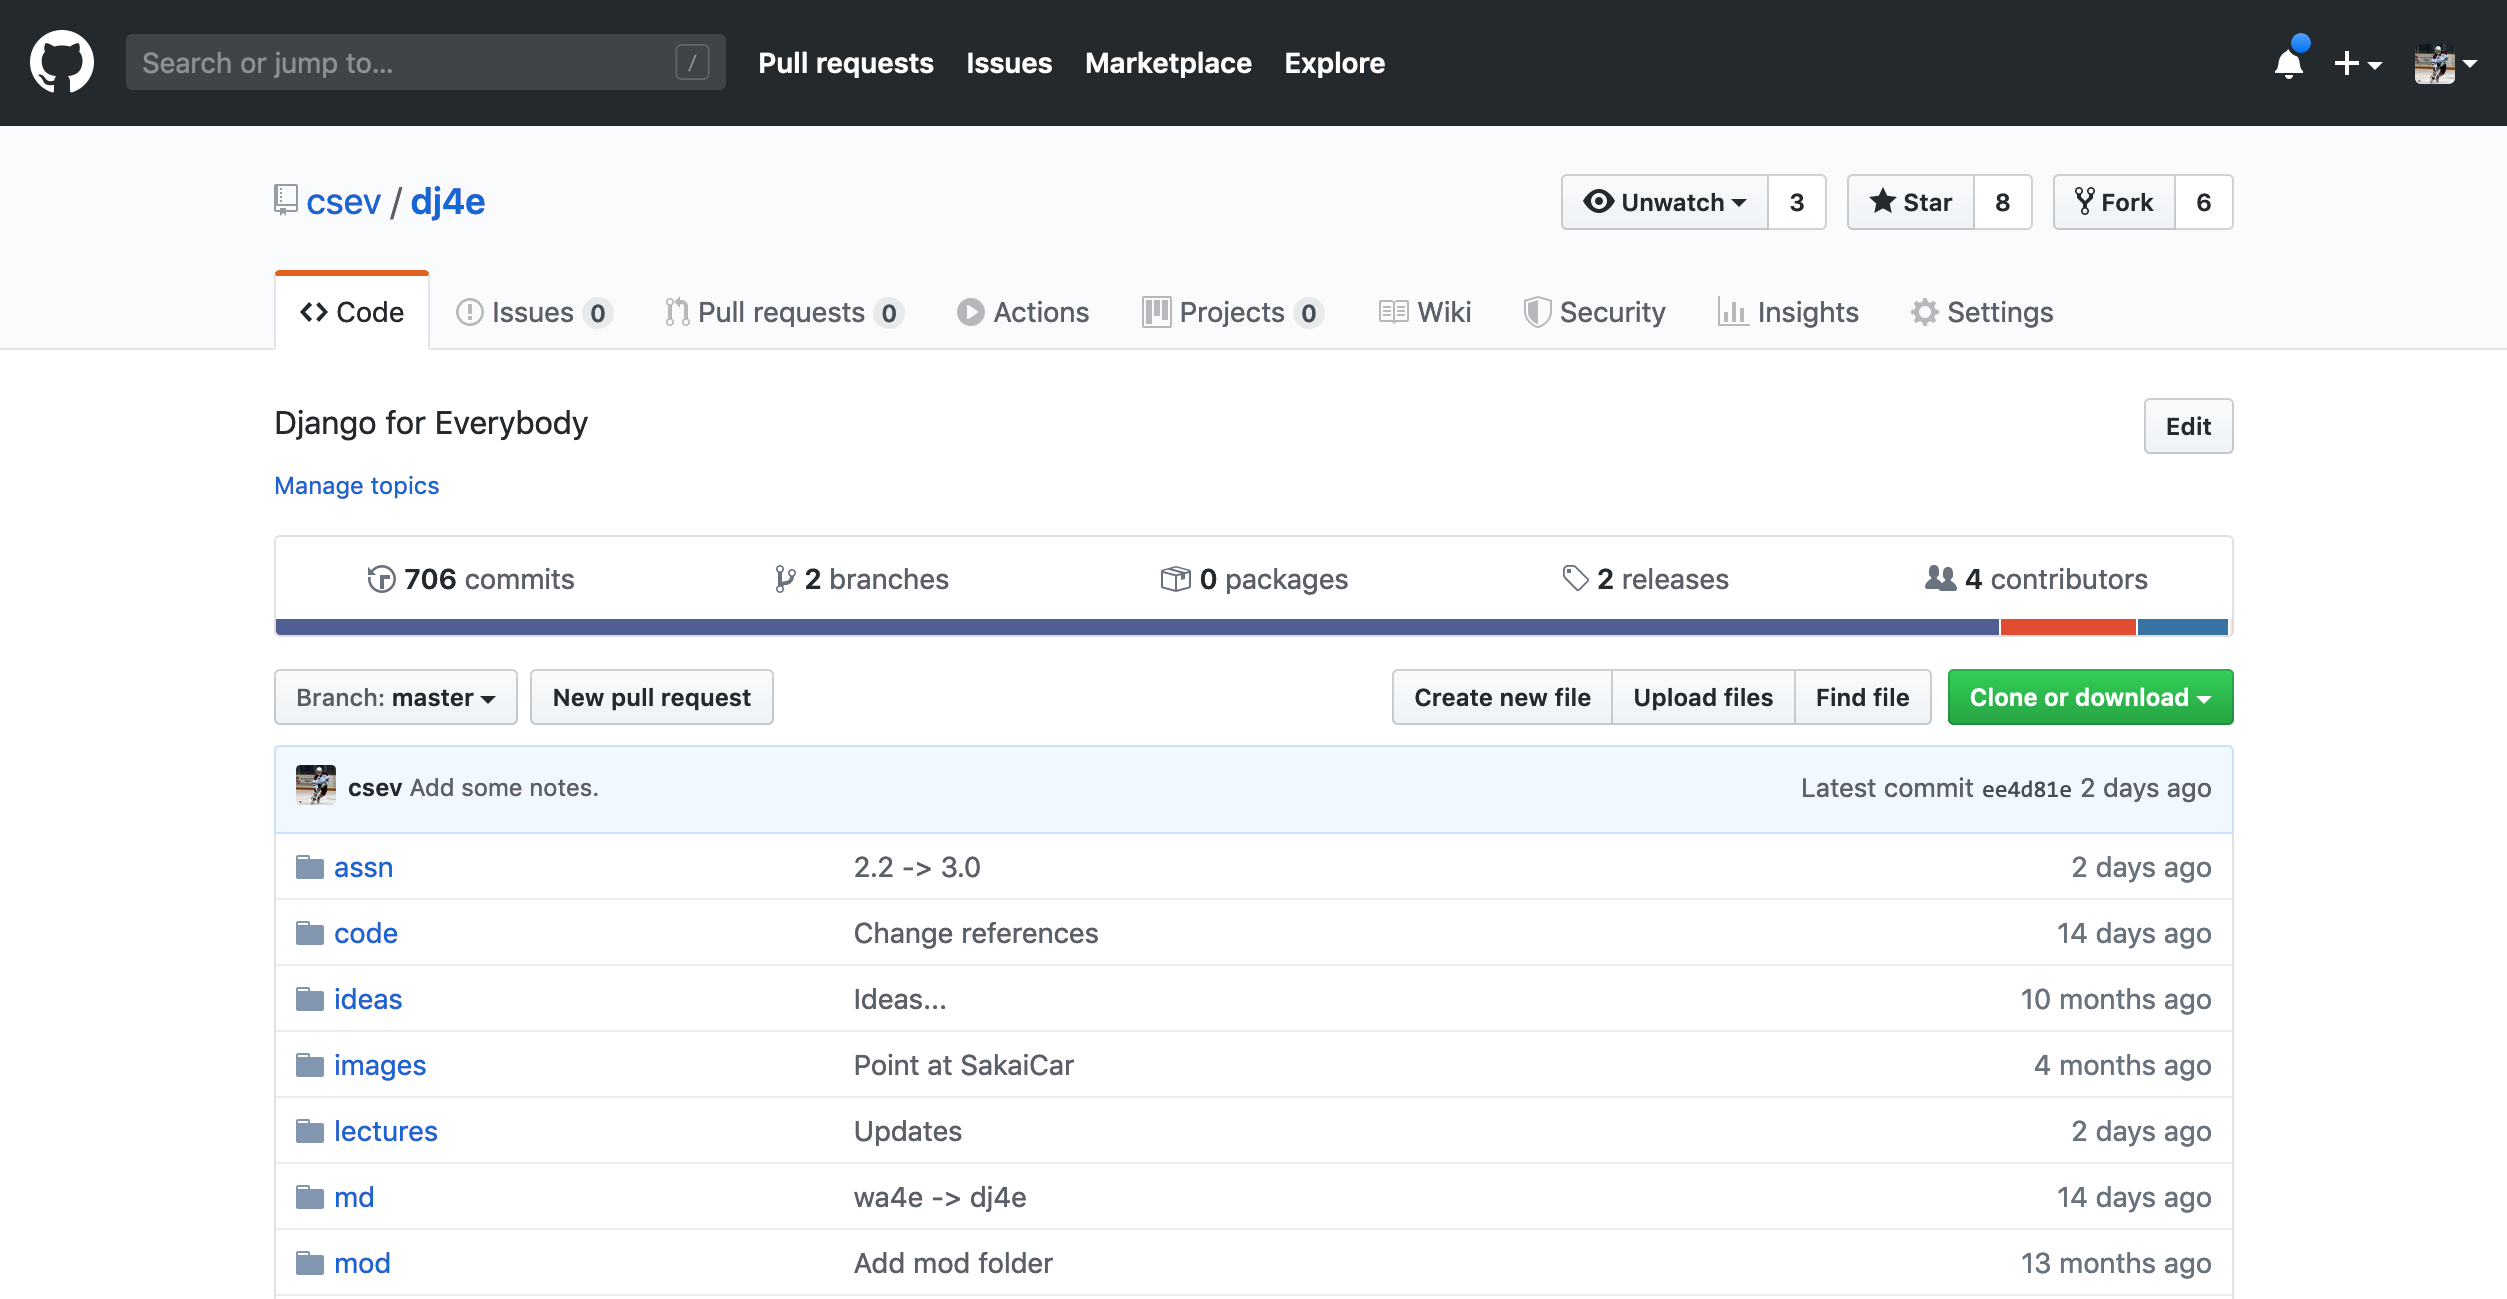 Search or jump to... / Pull requests Issues Marketplace Explore
csev / dj4e Unwatch 3 Star 8 Fork 6
Code Issues 0 Pull requests 0 Actions Projects 0 Wiki Security Insights Settings
Django for Everybody Edit
Manage topics
706 commits 2 branches 0 packages 2 releases 4 contributors
Branch: master New pull request Create new file Upload files Find file Clone or download
csev Add some notes. Latest commit ee4d81e 2 days ago
assn 2.2 -> 3.0 2 days ago
code Change references 14 days ago
ideas Ideas... 10 months ago
images Point at SakaiCar 4 months ago
lectures Updates 2 days ago
md wa4e -> dj4e 14 days ago
mod Add mod folder 13 months ago